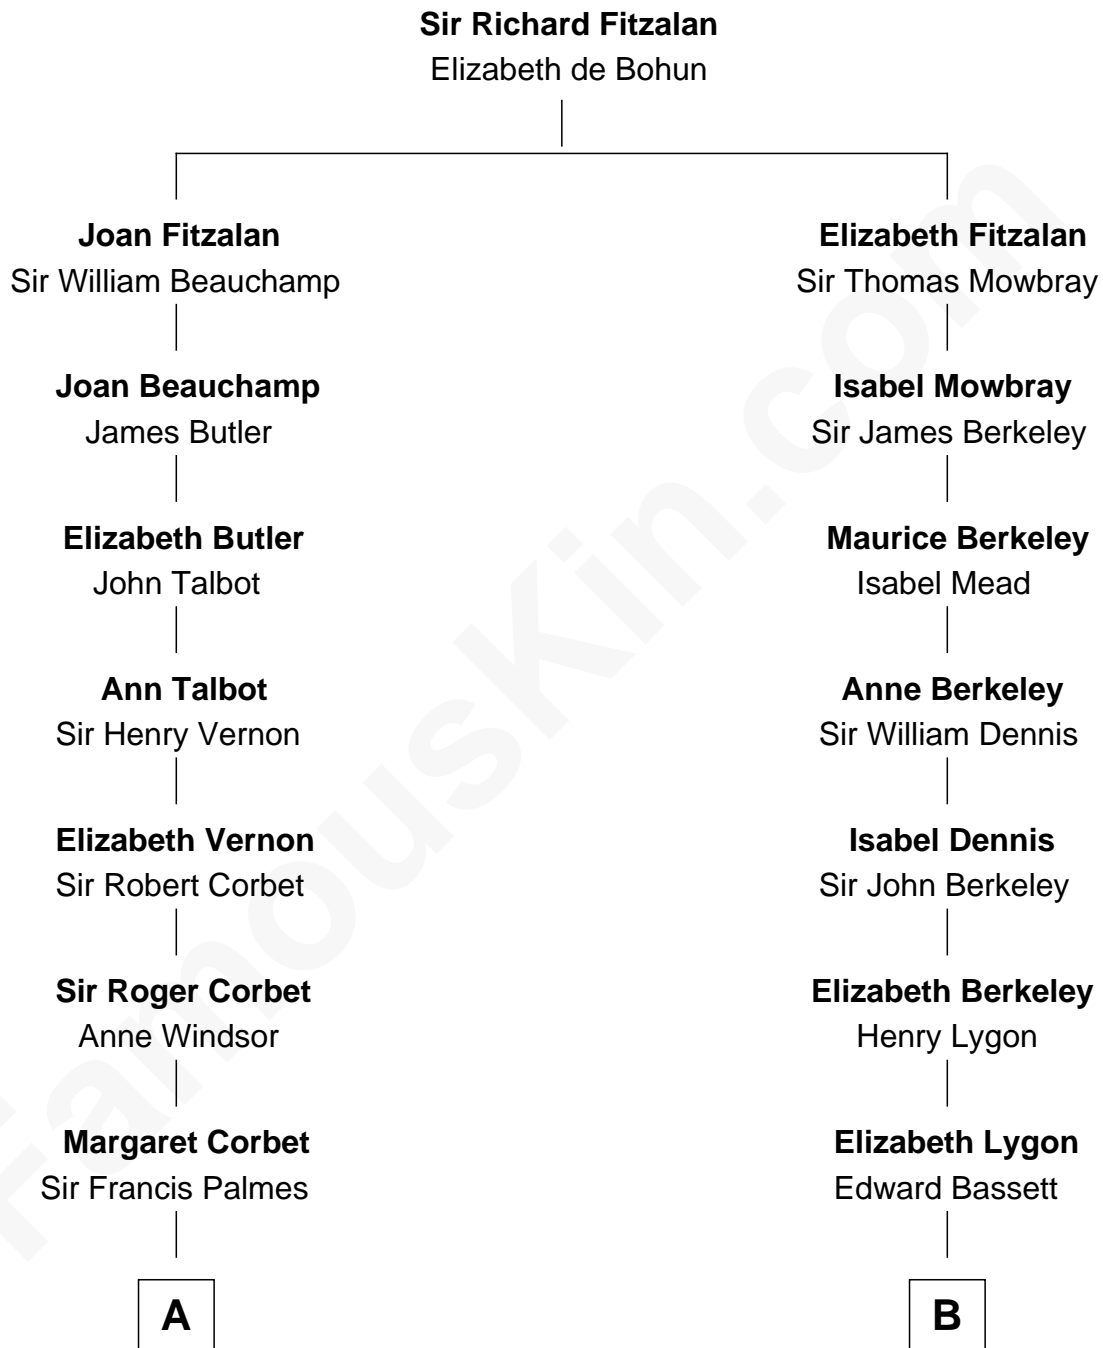 Sir Richard Fitzalan
Elizabeth de Bohun
Joan Fitzalan
Sir William Beauchamp
Elizabeth Fitzalan
Sir Thomas Mowbray
Joan Beauchamp
James Butler
Isabel Mowbray
Sir James Berkeley
Elizabeth Butler
John Talbot
Maurice Berkeley
Isabel Mead
Ann Talbot
Sir Henry Vernon
Anne Berkeley
Sir William Dennis
Elizabeth Vernon
Sir Robert Corbet
Isabel Dennis
Sir John Berkeley
Sir Roger Corbet
Anne Windsor
Elizabeth Berkeley
Henry Lygon
Margaret Corbet
Sir Francis Palmes
Elizabeth Lygon
Edward Bassett
A
B
FamousKin.com